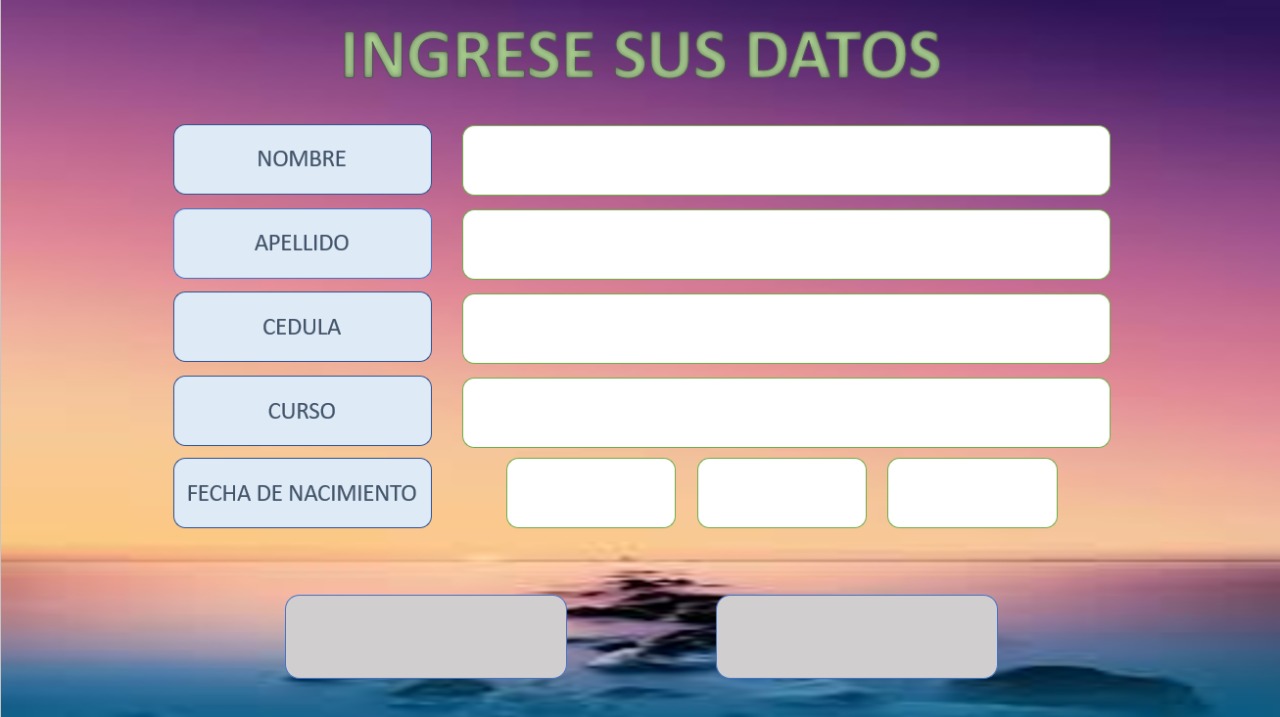 INGRESE SUS DATOS
NOMBRE
APELLIDO
CEDULA
CURSO
FECHA DE NACIMIENTO